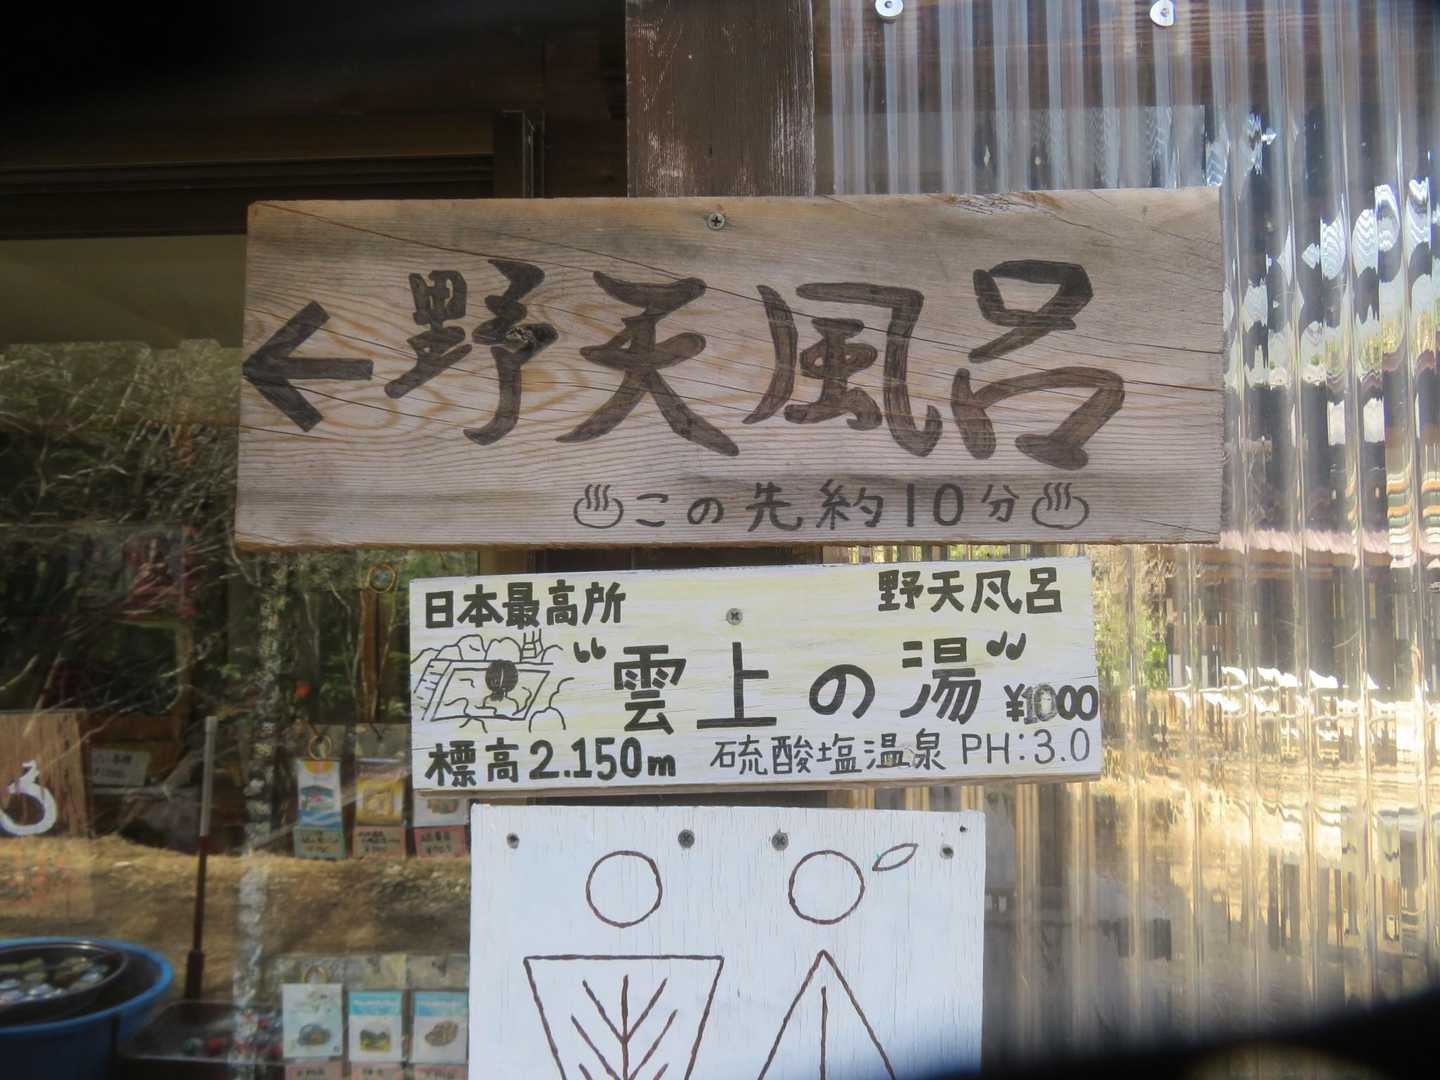 ←野天風呂
♨この先約10分♨
日本最高所 野天風呂
“雲上の湯” ¥1000
標高2.150m 硫酸塩温泉 PH:3.0